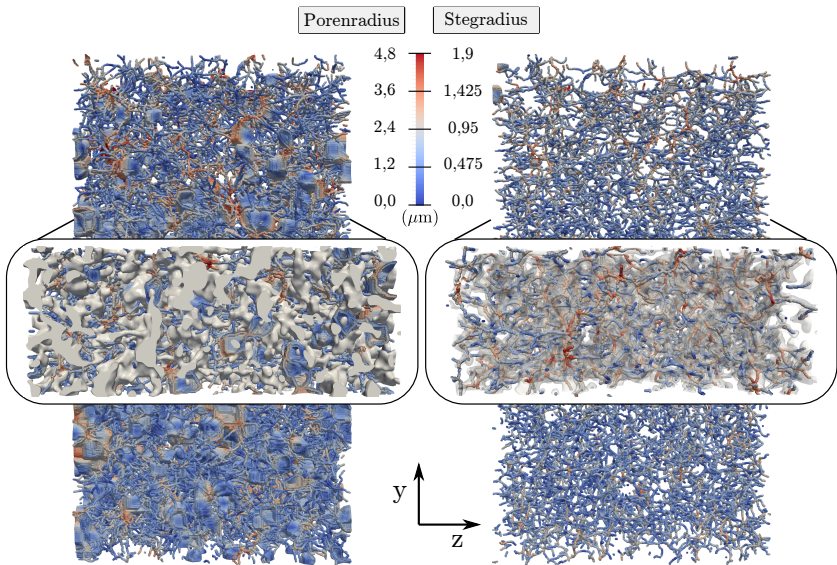 Porenradius Stegradius
4,8 1,9
3,6 1,425
2,4 0,95
1,2 0,475
0,0 0,0
(μm)
y
z